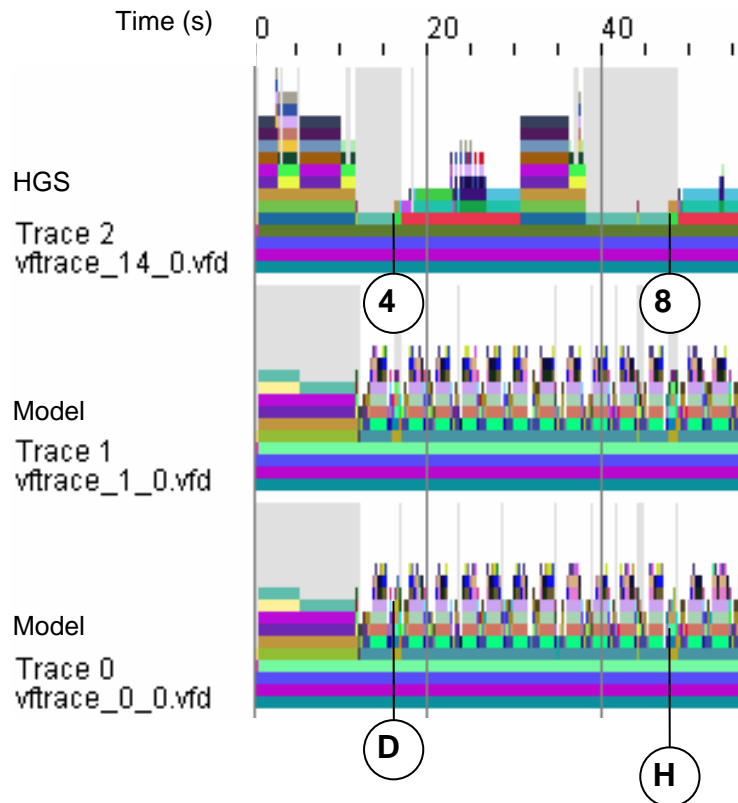 Time (s) 0 20 40
HGS
Trace 2
vftrace_14_0.vfd
4 8
Model
Trace 1
vftrace_1_0.vfd
Model
Trace 0
vftrace_0_0.vfd
D
H